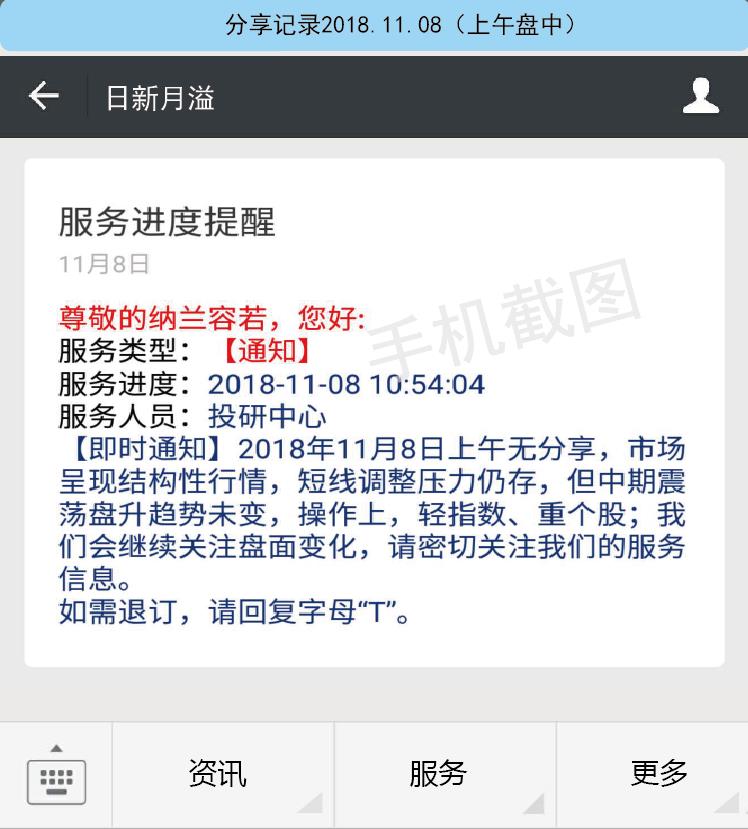 分享记录2018.11.08（上午盘中）
日新月溢
服务进度提醒
11月8日
尊敬的纳兰容若，您好:
服务类型：【通知】
服务进度：2018-11-08 10:54:04
服务人员：投研中心
【即时通知】2018年11月8日上午无分享，市场
呈现结构性行情，短线调整压力仍存，但中期震
荡盘升趋势未变，操作上，轻指数、重个股；我
们会继续关注盘面变化，请密切关注我们的服务
信息。
如需退订，请回复字母“T”。
手机截图
资讯
服务
更多